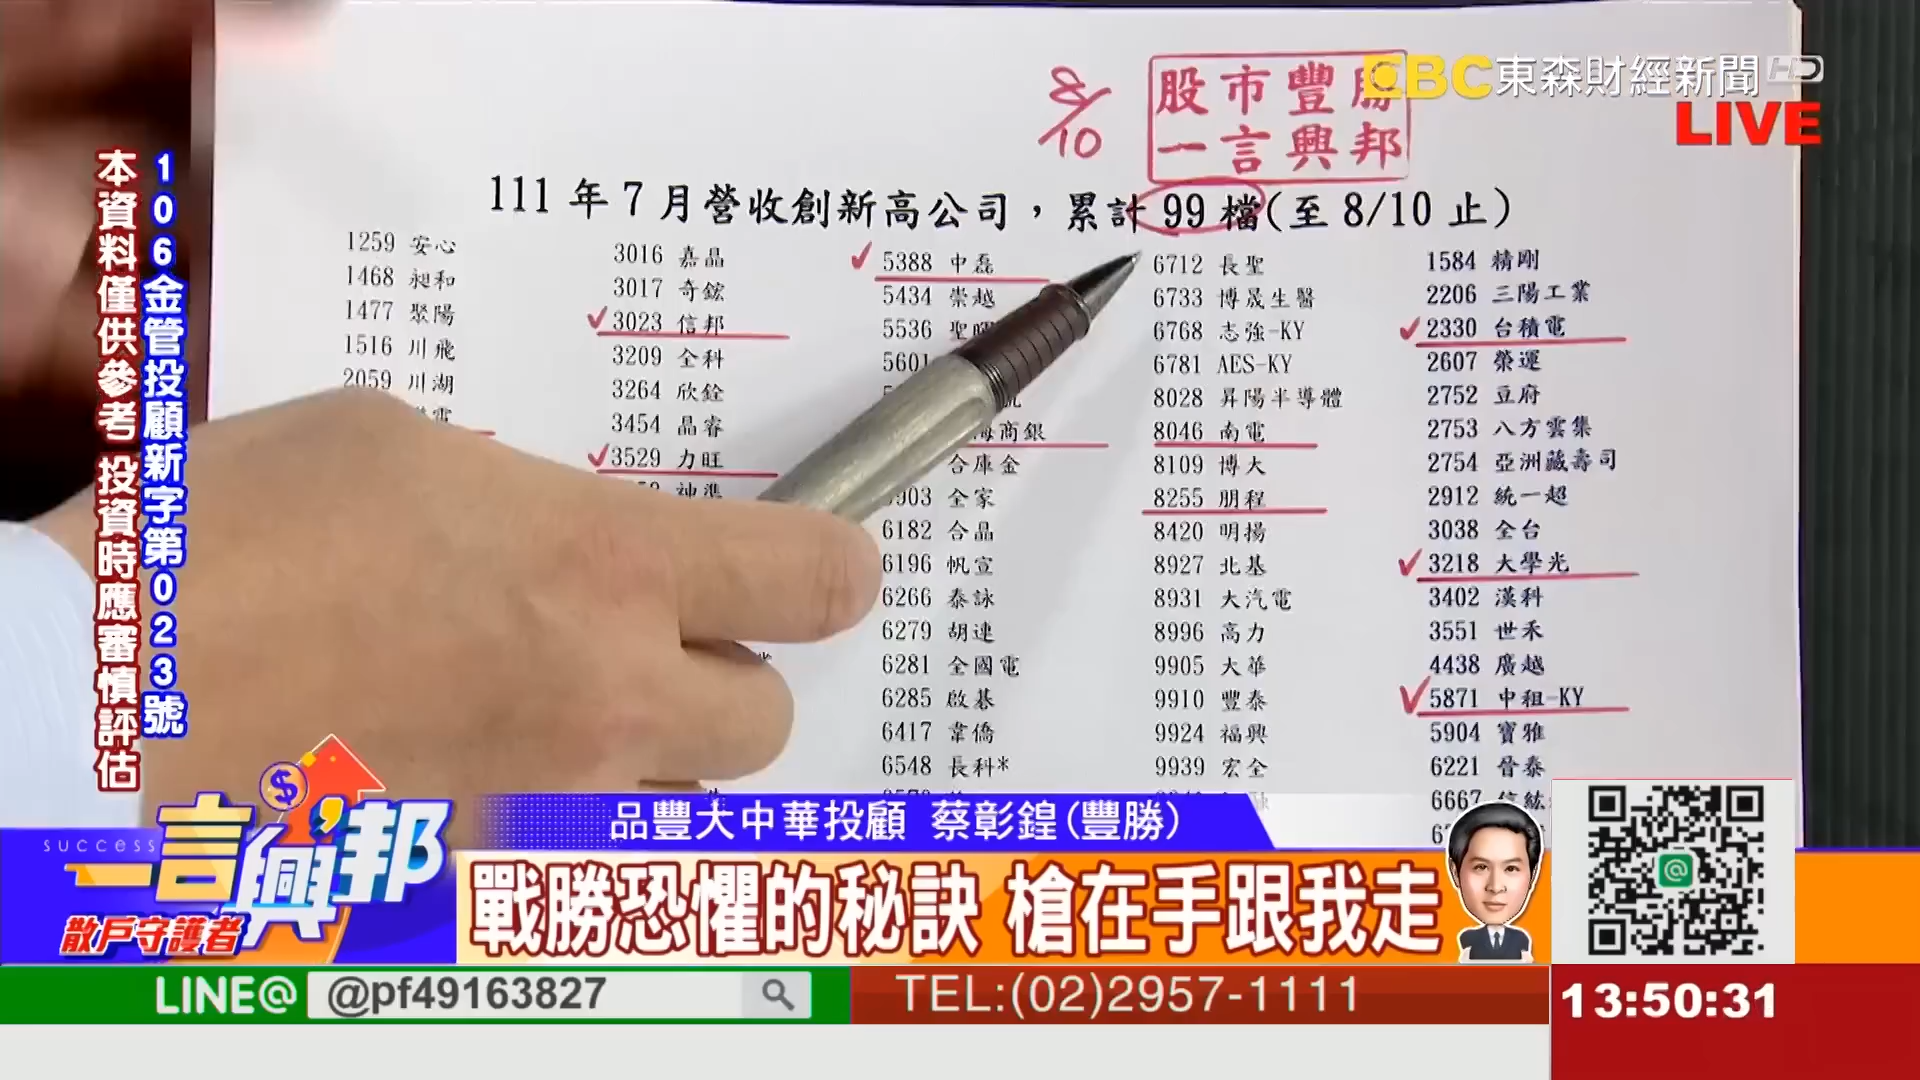 EBC 東森財經新聞 HD
LIVE
8/10
股市豐勝
一言興邦
111 年 7 月營收創新高公司，累計 99 檔(至 8/10 止)
1259 安心
1468 昶和
1477 聚陽
1516 川飛
2059 川湖
3016 嘉晶
3017 奇鋐
3023 信邦
3209 全科
3264 欣銓
3454 晶睿
3529 力旺
神準
5388 中磊
5434 崇越
5536 聖暉
5601
海商銀
合庫金
903 全家
6182 合晶
6196 帆宣
6266 泰詠
6279 胡連
6281 全國電
6285 啟碁
6417 韋僑
6548 長科*
6712 長聖
6733 博晟生醫
6768 志強-KY
6781 AES-KY
8028 昇陽半導體
8046 南電
8109 博大
8255 朋程
8420 明揚
8927 北基
8931 大汽電
8996 高力
9905 大華
9910 豐泰
9924 福興
9939 宏全
1584 精剛
2206 三陽工業
2330 台積電
2607 榮運
2752 豆府
2753 八方雲集
2754 亞洲藏壽司
2912 統一超
3038 全台
3218 大學光
3402 漢科
3551 世禾
4438 廣越
5871 中租-KY
5904 寶雅
6221 晉泰
6667 信紘
106金管投顧新字第023號
本資料僅供參考 投資時應審慎評估
success
一言興邦
散戶守護者
品豐大中華投顧 蔡彰鍠(豐勝)
戰勝恐懼的秘訣 槍在手跟我走
LINE@ @pf49163827
TEL:(02)2957-1111
13:50:31